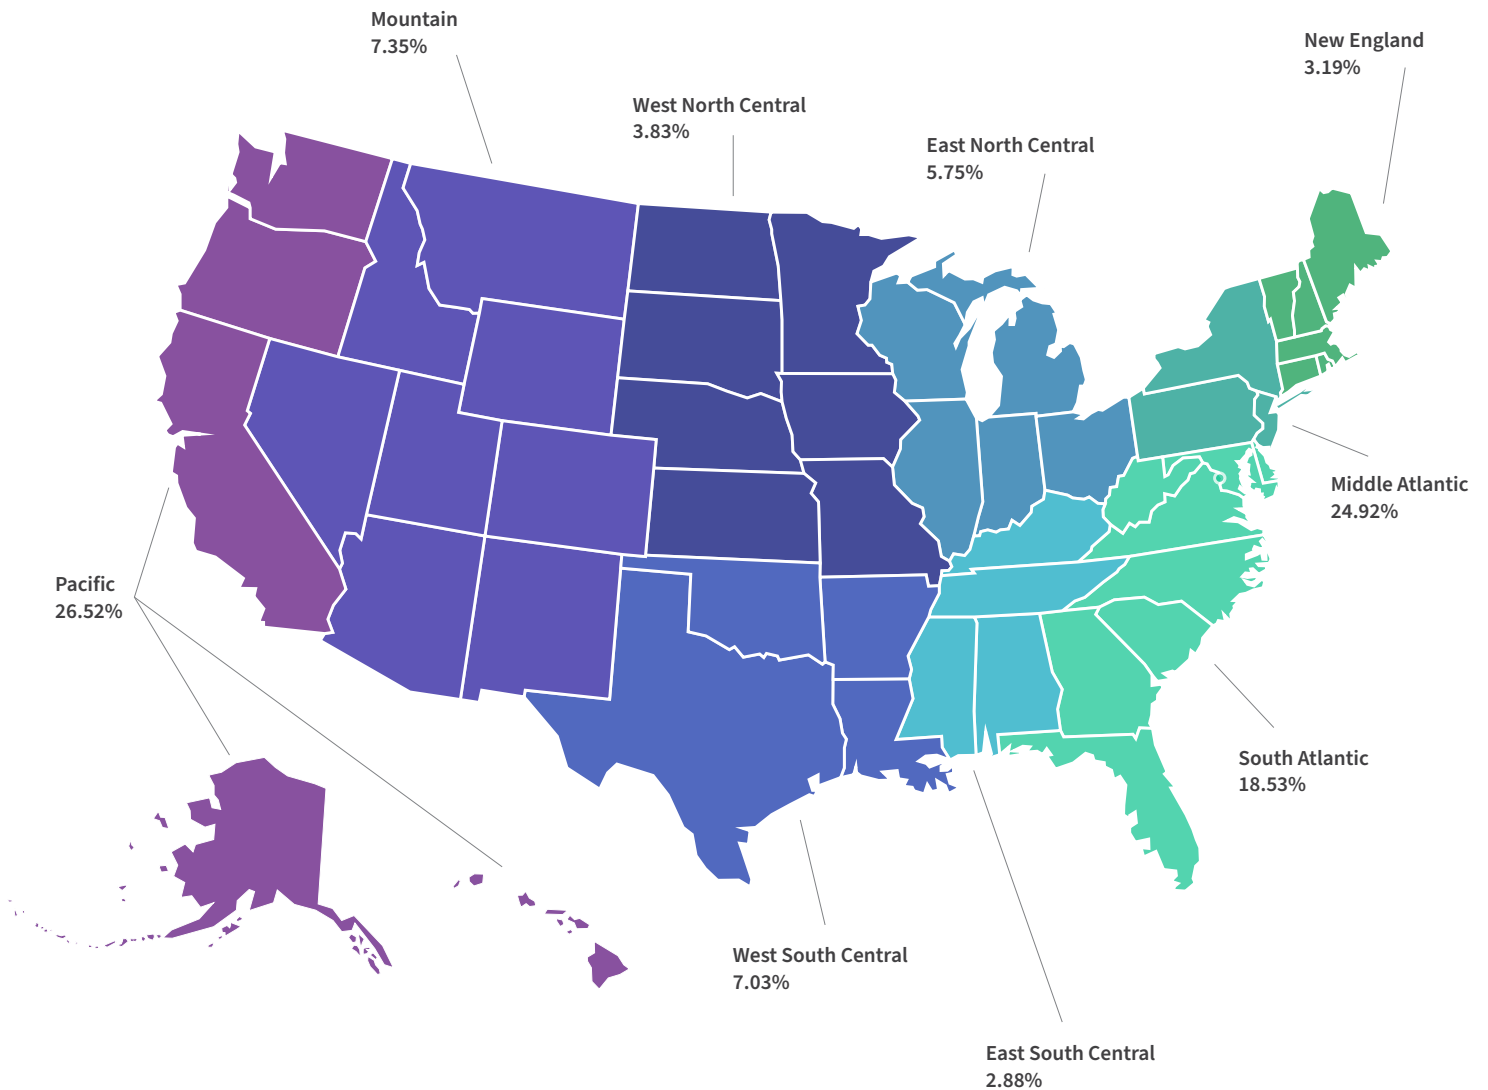 Mountain
7.35%
New England
3.19%
West North Central
3.83%
East North Central
5.75%
Middle Atlantic
24.92%
Pacific
26.52%
South Atlantic
18.53%
West South Central
7.03%
East South Central
2.88%